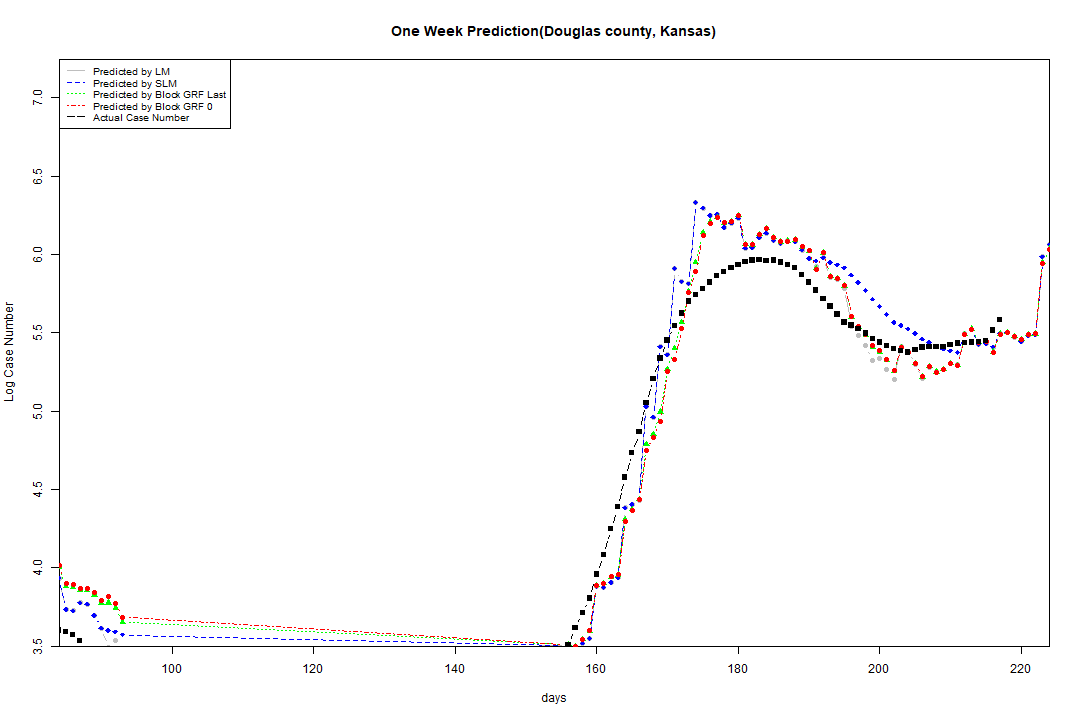 One Week Prediction(Douglas county, Kansas)
Predicted by LM
Predicted by SLM
Predicted by Block GRF Last
Predicted by Block GRF 0
Actual Case Number
Log Case Number
7.0
6.5
6.0
5.5
5.0
4.5
4.0
3.5
100 120 140 160 180 200 220
days